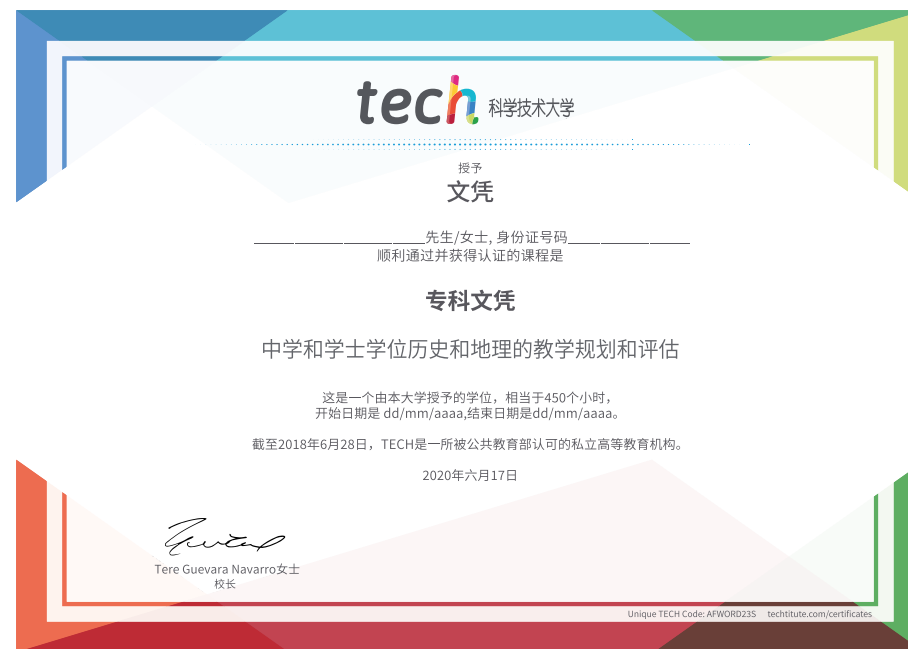 tech 科学技术大学
授予
文凭
____________________先生/女士, 身份证号码______________
顺利通过并获得认证的课程是
专科文凭
中学和学士学位历史和地理的教学规划和评估
这是一个由本大学授予的学位，相当于450个小时，
开始日期是 dd/mm/aaaa,结束日期是dd/mm/aaaa。
截至2018年6月28日，TECH是一所被公共教育部认可的私立高等教育机构。
2020年六月17日
Tere Guevara Navarro女士
校长
Unique TECH Code: AFWORD23S techtitute.com/certificates